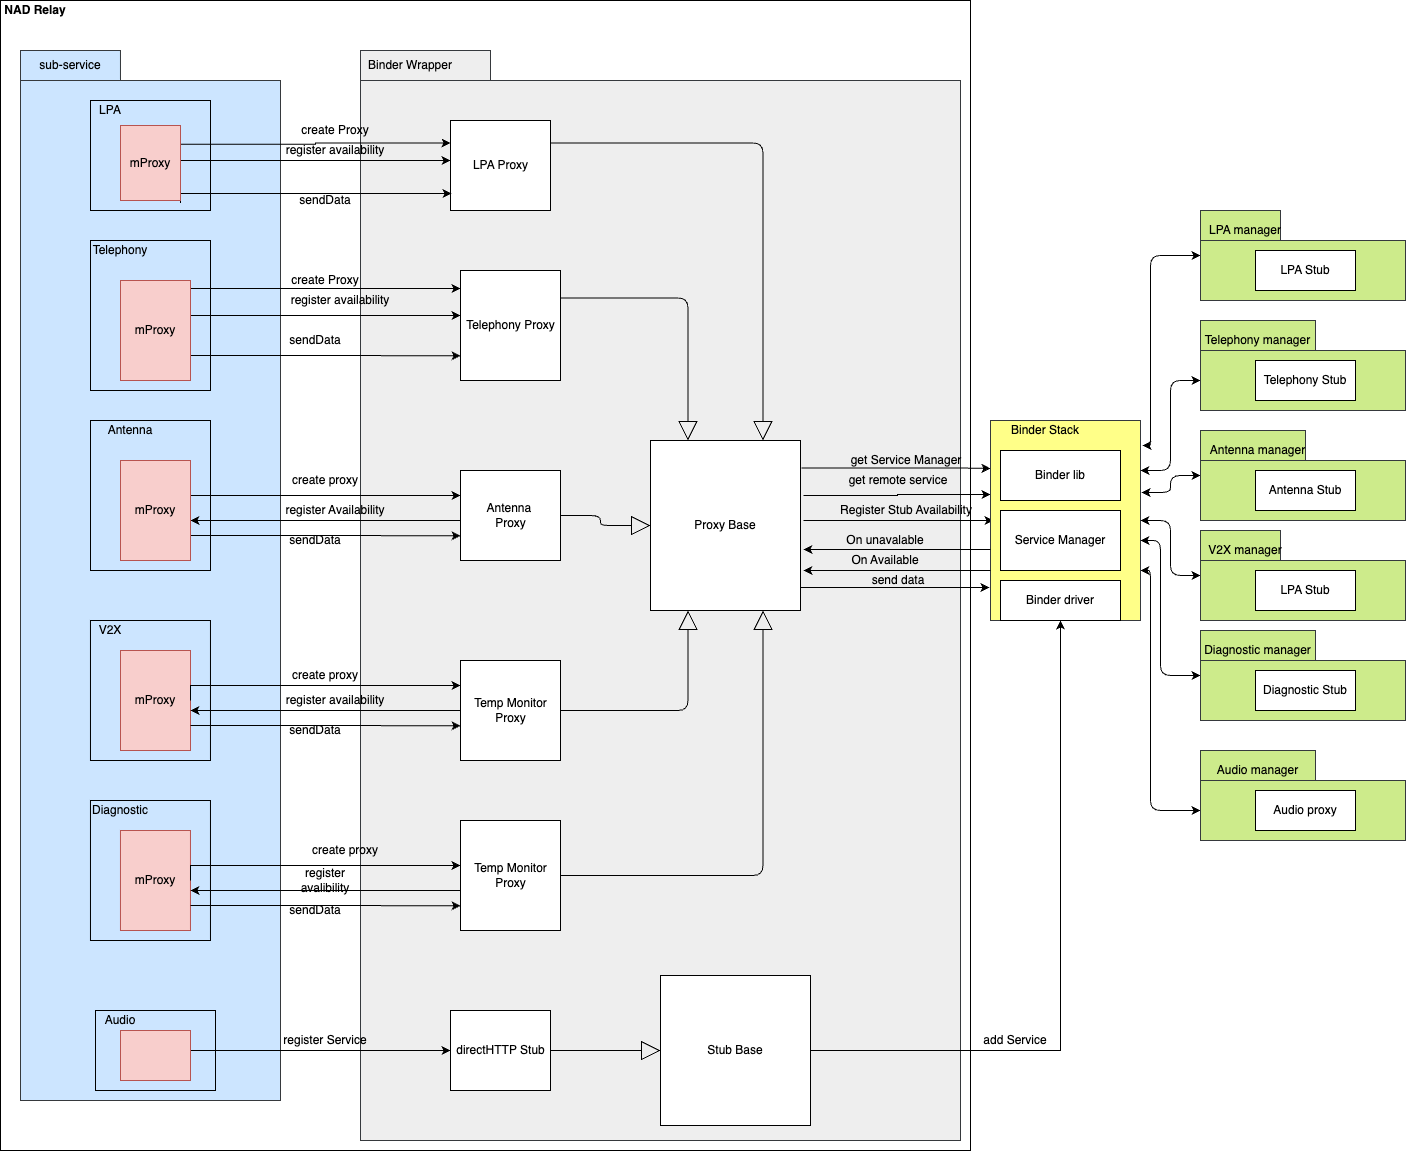 NAD Relay
sub-service
Binder Wrapper
LPA
mProxy
create Proxy
register availability
sendData
LPA Proxy
Telephony
mProxy
create Proxy
register availability
sendData
Telephony Proxy
Antenna
mProxy
create proxy
register Availability
sendData
Antenna
Proxy
V2X
mProxy
create proxy
register availability
sendData
Temp Monitor
Proxy
Diagnostic
mProxy
create proxy
register
avalibility
sendData
Temp Monitor
Proxy
Audio
register Service
directHTTP Stub
Stub Base
add Service
Proxy Base
get Service Manager
get remote service
Register Stub Availability
On unavalable
On Available
send data
Binder Stack
Binder lib
Service Manager
Binder driver
LPA manager
LPA Stub
Telephony manager
Telephony Stub
Antenna manager
Antenna Stub
V2X manager
LPA Stub
Diagnostic manager
Diagnostic Stub
Audio manager
Audio proxy